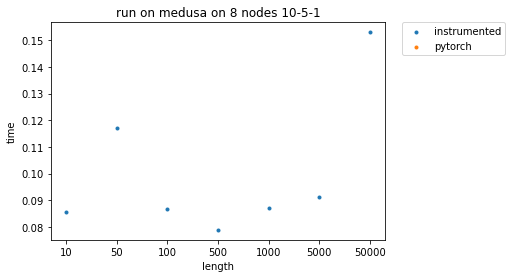 run on medusa on 8 nodes 10-5-1
instrumented
pytorch
0.15
0.14
0.13
0.12
0.11
0.10
0.09
0.08
time
10 50 100 500 1000 5000 50000
length